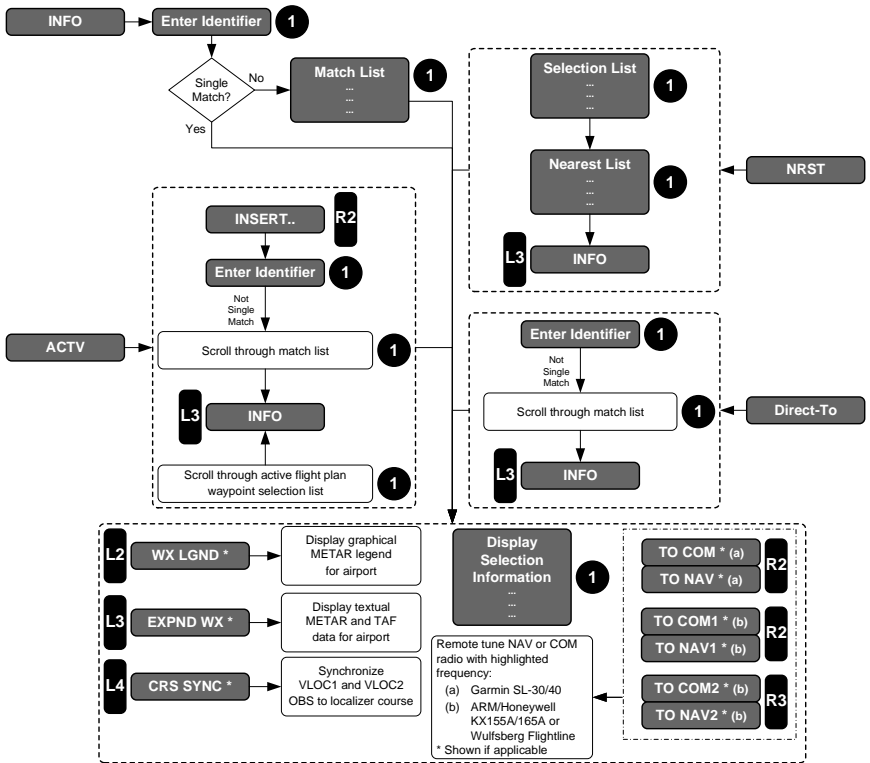 INFO
Enter Identifier
1
Single
Match?
No
Yes
Match List
...
...
...
1
Selection List
...
...
...
1
Nearest List
...
...
...
1
L3
INFO
NRST
INSERT..
R2
Enter Identifier
1
Not
Single
Match
ACTV
Scroll through match list
1
L3
INFO
Scroll through active flight plan
waypoint selection list
1
Enter Identifier
1
Not
Single
Match
Scroll through match list
1
Direct-To
L3
INFO
L2
WX LGND *
Display graphical
METAR legend
for airport
L3
EXPND WX *
Display textual
METAR and TAF
data for airport
L4
CRS SYNC *
Synchronize
VLOC1 and VLOC2
OBS to localizer course
Display
Selection
Information
...
...
...
1
Remote tune NAV or COM
radio with highlighted
frequency:
(a) Garmin SL-30/40
(b) ARM/Honeywell
KX155A/165A or
Wulfsberg Flightline
* Shown if applicable
TO COM * (a)
TO NAV * (a)
R2
TO COM1 * (b)
TO NAV1 * (b)
R2
TO COM2 * (b)
TO NAV2 * (b)
R3